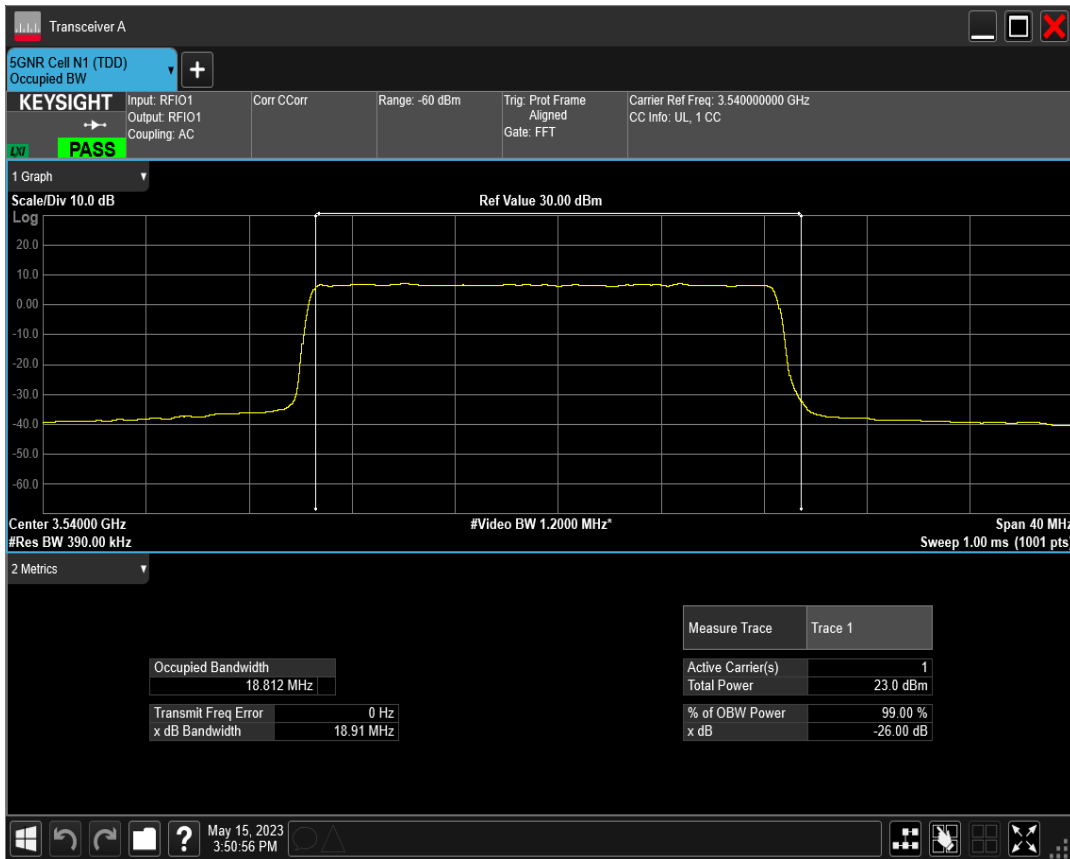 Transceiver A
5GNR Cell N1 (TDD)
Occupied BW
+
KEYSIGHT
LXI
PASS
Input: RFIO1
Output: RFIO1
Coupling: AC
Corr CCorr
Range: -60 dBm
Trig: Prot Frame
Aligned
Gate: FFT
Carrier Ref Freq: 3.540000000 GHz
CC Info: UL, 1 CC
1 Graph
Scale/Div 10.0 dB
Ref Value 30.00 dBm
Log
20.0
10.0
0.00
-10.0
-20.0
-30.0
-40.0
-50.0
-60.0
Center 3.54000 GHz
#Video BW 1.2000 MHz*
Span 40 MHz
#Res BW 390.00 kHz
Sweep 1.00 ms (1001 pts)
2 Metrics
Measure Trace Trace 1
Occupied Bandwidth
18.812 MHz
Active Carrier(s) 1
Total Power 23.0 dBm
Transmit Freq Error 0 Hz
x dB Bandwidth 18.91 MHz
% of OBW Power 99.00 %
x dB -26.00 dB
?
May 15, 2023
3:50:56 PM